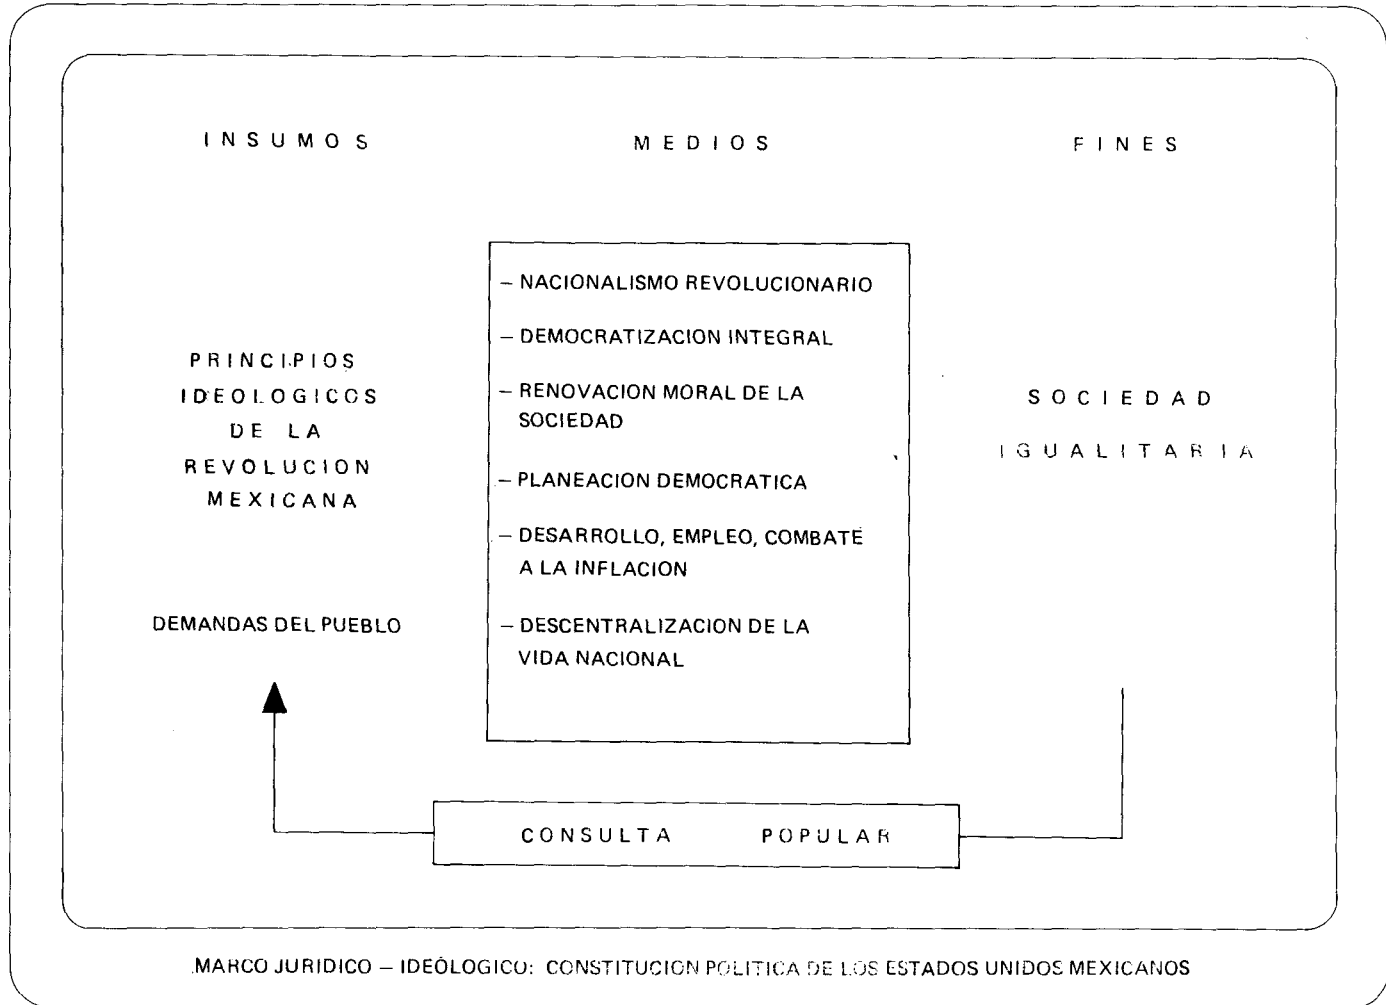 INSUMOS
MEDIOS
FINES
PRINCIPIOS
IDEOLOGICOS
DE LA
REVOLUCION
MEXICANA
DEMANDAS DEL PUEBLO
– NACIONALISMO REVOLUCIONARIO
– DEMOCRATIZACION INTEGRAL
– RENOVACION MORAL DE LA
SOCIEDAD
– PLANEACION DEMOCRATICA
– DESARROLLO, EMPLEO, COMBATE
A LA INFLACION
– DESCENTRALIZACION DE LA
VIDA NACIONAL
SOCIEDAD
IGUALITARIA
CONSULTA POPULAR
MARCO JURIDICO – IDEOLOGICO: CONSTITUCION POLITICA DE LOS ESTADOS UNIDOS MEXICANOS